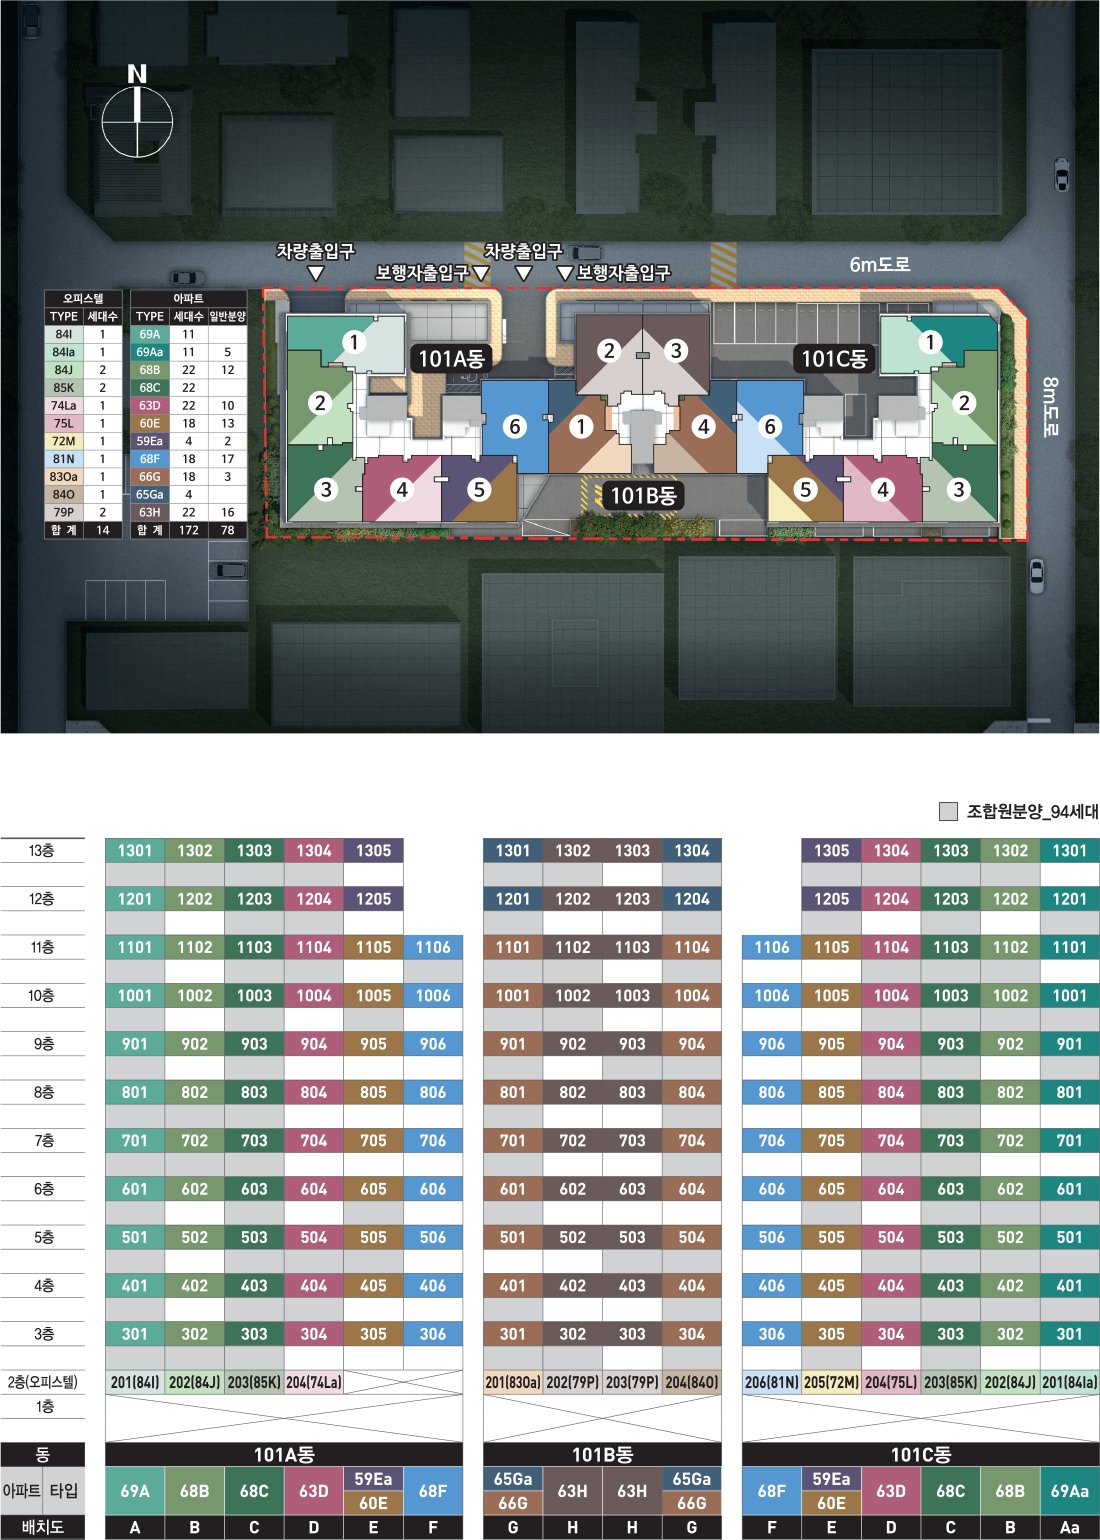 N
차량출입구 차량출입구
보행자출입구 보행자출입구
6m도로
8m도로
오피스텔 아파트
TYPE 세대수 TYPE 세대수 일반분양
84I 1 69A 11
84Ia 1 69Aa 11 5
84J 2 68B 22 12
85K 2 68C 22
74La 1 63D 22 10
75L 1 60E 18 13
72M 1 59Ea 4 2
81N 1 68F 18 17
83Oa 1 66G 18 3
84O 1 65Ga 4
79P 2 63H 22 16
합 계 14 합 계 172 78
101A동
1
2
3
4
5
6
101B동
1
2
3
4
101C동
1
2
3
4
5
6
조합원분양_94세대
13층 1301 1302 1303 1304 1305 1301 1302 1303 1304 1305 1304 1303 1302 1301
12층 1201 1202 1203 1204 1205 1201 1202 1203 1204 1205 1204 1203 1202 1201
11층 1101 1102 1103 1104 1105 1106 1101 1102 1103 1104 1106 1105 1104 1103 1102 1101
10층 1001 1002 1003 1004 1005 1006 1001 1002 1003 1004 1006 1005 1004 1003 1002 1001
9층 901 902 903 904 905 906 901 902 903 904 906 905 904 903 902 901
8층 801 802 803 804 805 806 801 802 803 804 806 805 804 803 802 801
7층 701 702 703 704 705 706 701 702 703 704 706 705 704 703 702 701
6층 601 602 603 604 605 606 601 602 603 604 606 605 604 603 602 601
5층 501 502 503 504 505 506 501 502 503 504 506 505 504 503 502 501
4층 401 402 403 404 405 406 401 402 403 404 406 405 404 403 402 401
3층 301 302 303 304 305 306 301 302 303 304 306 305 304 303 302 301
2층(오피스텔) 201(84I) 202(84J) 203(85K) 204(74La) 201(83Oa) 202(79P) 203(79P) 204(84O) 206(81N) 205(72M) 204(75L) 203(85K) 202(84J) 201(84Ia)
1층
동 101A동 101B동 101C동
아파트 타입 69A 68B 68C 63D 59Ea 60E 68F 65Ga 66G 63H 63H 65Ga 66G 68F 59Ea 60E 63D 68C 68B 69Aa
배치도 A B C D E F G H H G F E D C B Aa